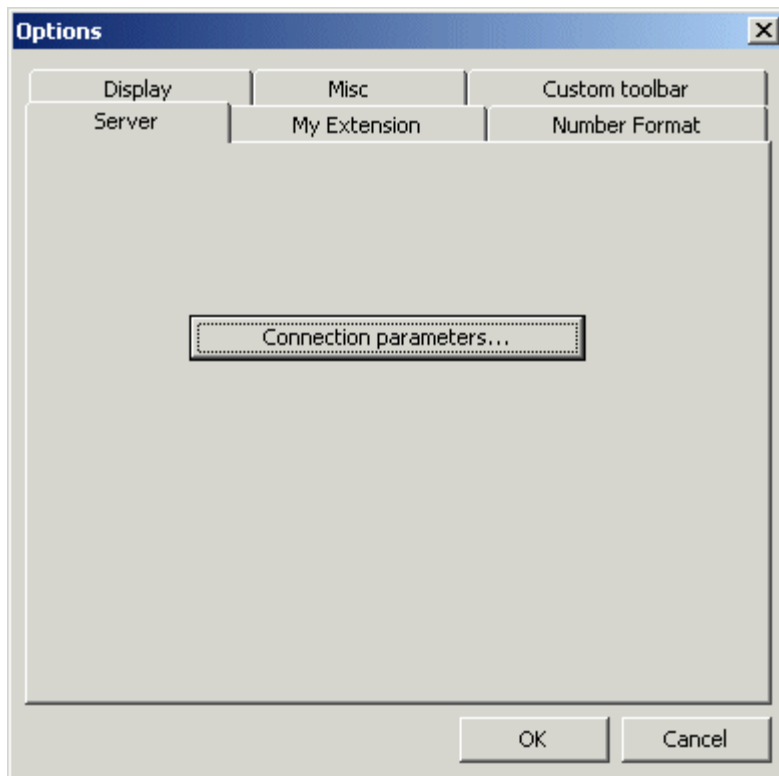 Options
Display Misc Custom toolbar
Server My Extension Number Format
Connection parameters...
OK Cancel